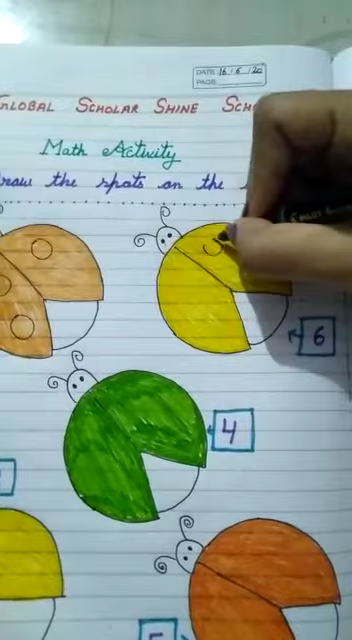 DATE: 16/6/20
PAGE:
GLOBAL SCHOLAR SHINE
Math Activity
the spots on the
6
4